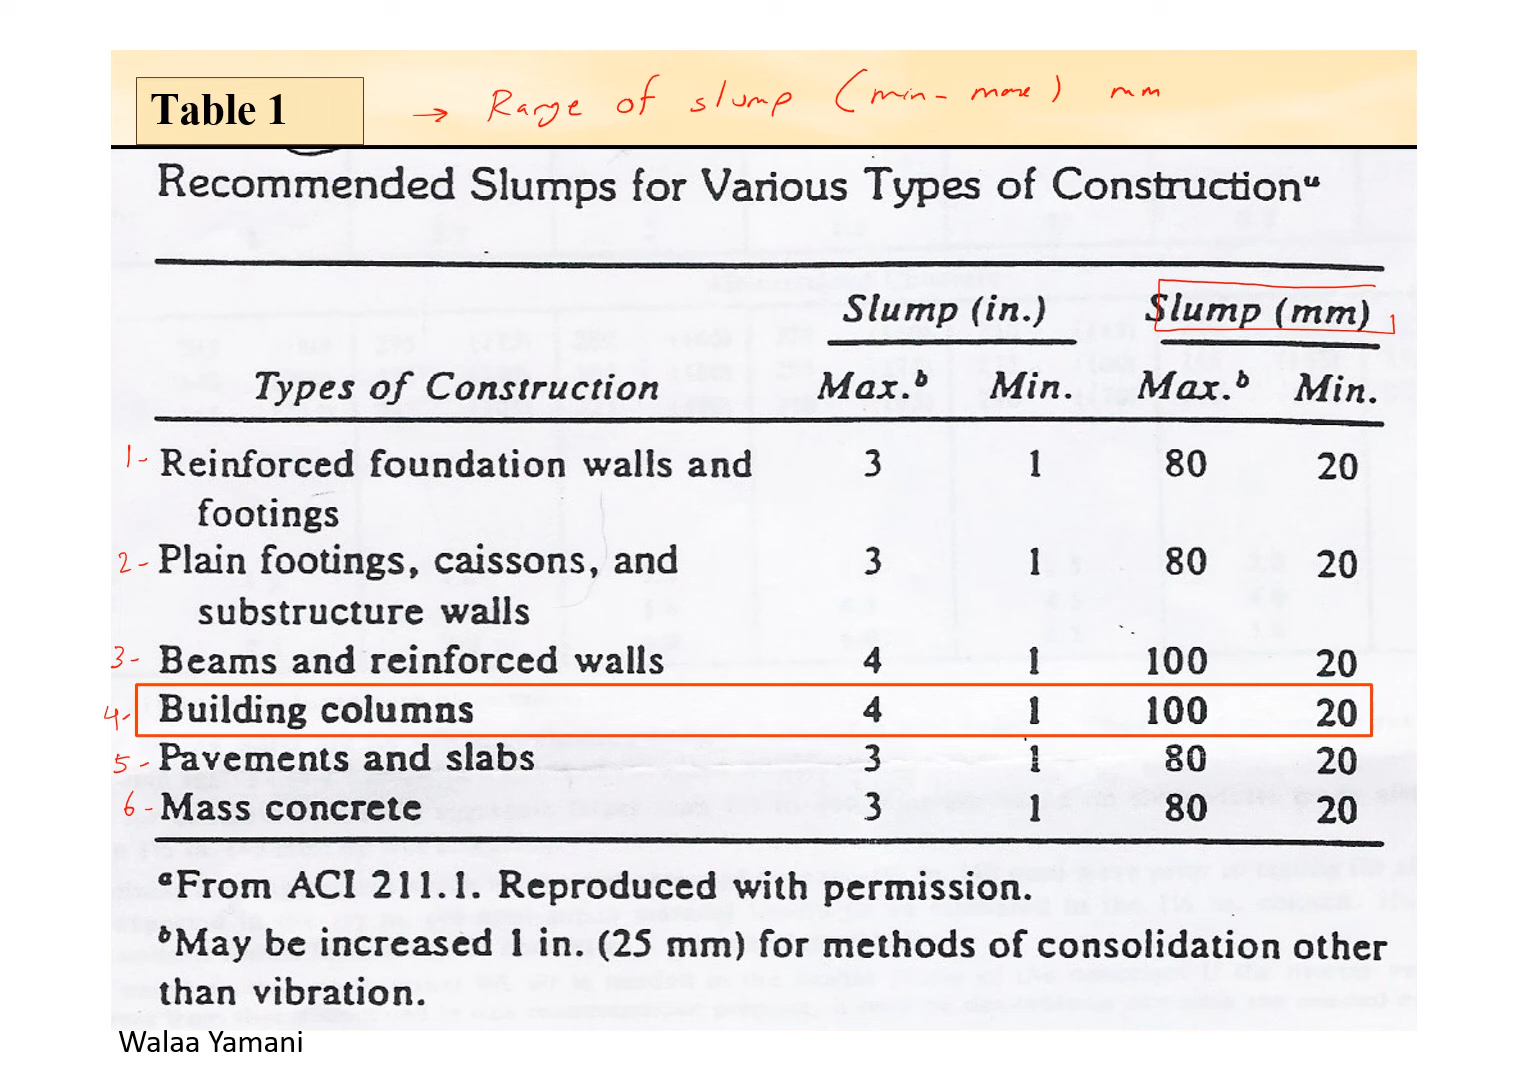 Table 1 → Range of slump (min - max) mm
Recommended Slumps for Various Types of Constructionᵃ
Slump (in.) Slump (mm)
Types of Construction Max.ᵇ Min. Max.ᵇ Min.
1- Reinforced foundation walls and 3 1 80 20
footings
2- Plain footings, caissons, and 3 1 80 20
substructure walls
3- Beams and reinforced walls 4 1 100 20
4- Building columns 4 1 100 20
5- Pavements and slabs 3 1 80 20
6- Mass concrete 3 1 80 20
ᵃFrom ACI 211.1. Reproduced with permission.
ᵇMay be increased 1 in. (25 mm) for methods of consolidation other
than vibration.
Walaa Yamani